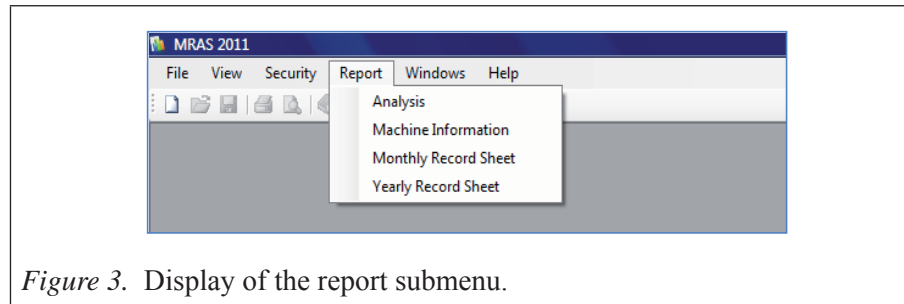 MRAS 2011
File View Security Report Windows Help
Analysis
Machine Information
Monthly Record Sheet
Yearly Record Sheet
Figure 3. Display of the report submenu.